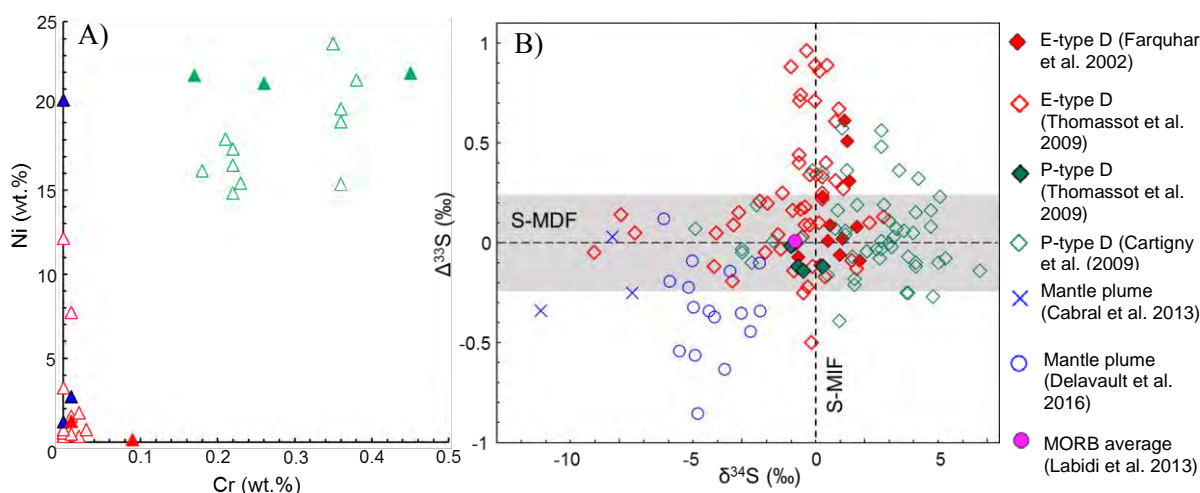 A)
25
20
15
10
5
0
Ni (wt.%)
0
0.1
0.2
0.3
0.4
0.5
Cr (wt.%)
B)
1
0.5
0
-0.5
-1
Δ³³S (‰)
S-MDF
S-MIF
-10
-5
0
5
δ³⁴S (‰)
E-type D (Farquhar
et al. 2002)
E-type D
(Thomassot et al.
2009)
P-type D
(Thomassot et al.
2009)
P-type D (Cartigny
et al. (2009)
Mantle plume
(Cabral et al. 2013)
Mantle plume
(Delavault et al.
2016)
MORB average
(Labidi et al. 2013)